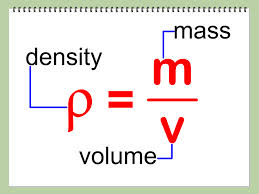 mass
density
ρ = m/v
volume